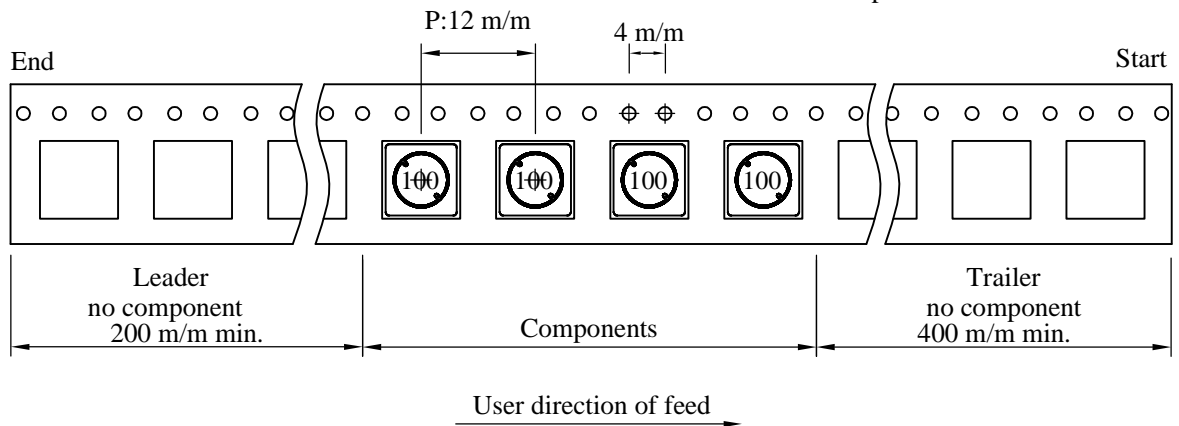 P:12 m/m
4 m/m
End
Start
100
100
100
100
Leader
no component
200 m/m min.
Components
Trailer
no component
400 m/m min.
User direction of feed